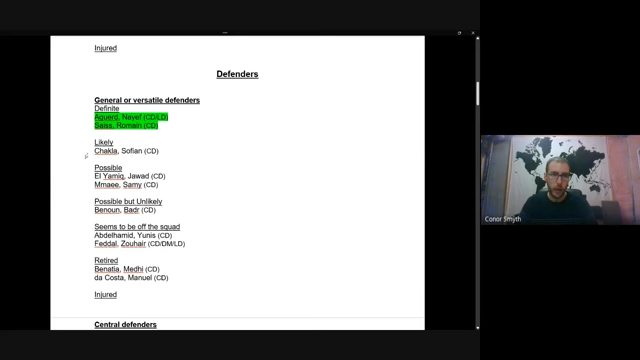 Injured
Defenders
General or versatile defenders
Definite
Aguerd, Nayef (CD/LD)
Saiss, Romain (CD)
Likely
Chakla, Sofian (CD)
Possible
El Yamiq, Jawad (CD)
Mmaee, Samy (CD)
Possible but Unlikely
Benoun, Badr (CD)
Seems to be off the squad
Abdelhamid, Yunis (CD)
Feddal, Zouhair (CD/DM/LD)
Retired
Benatia, Medhi (CD)
da Costa, Manuel (CD)
Injured
Central defenders
Conor Smyth